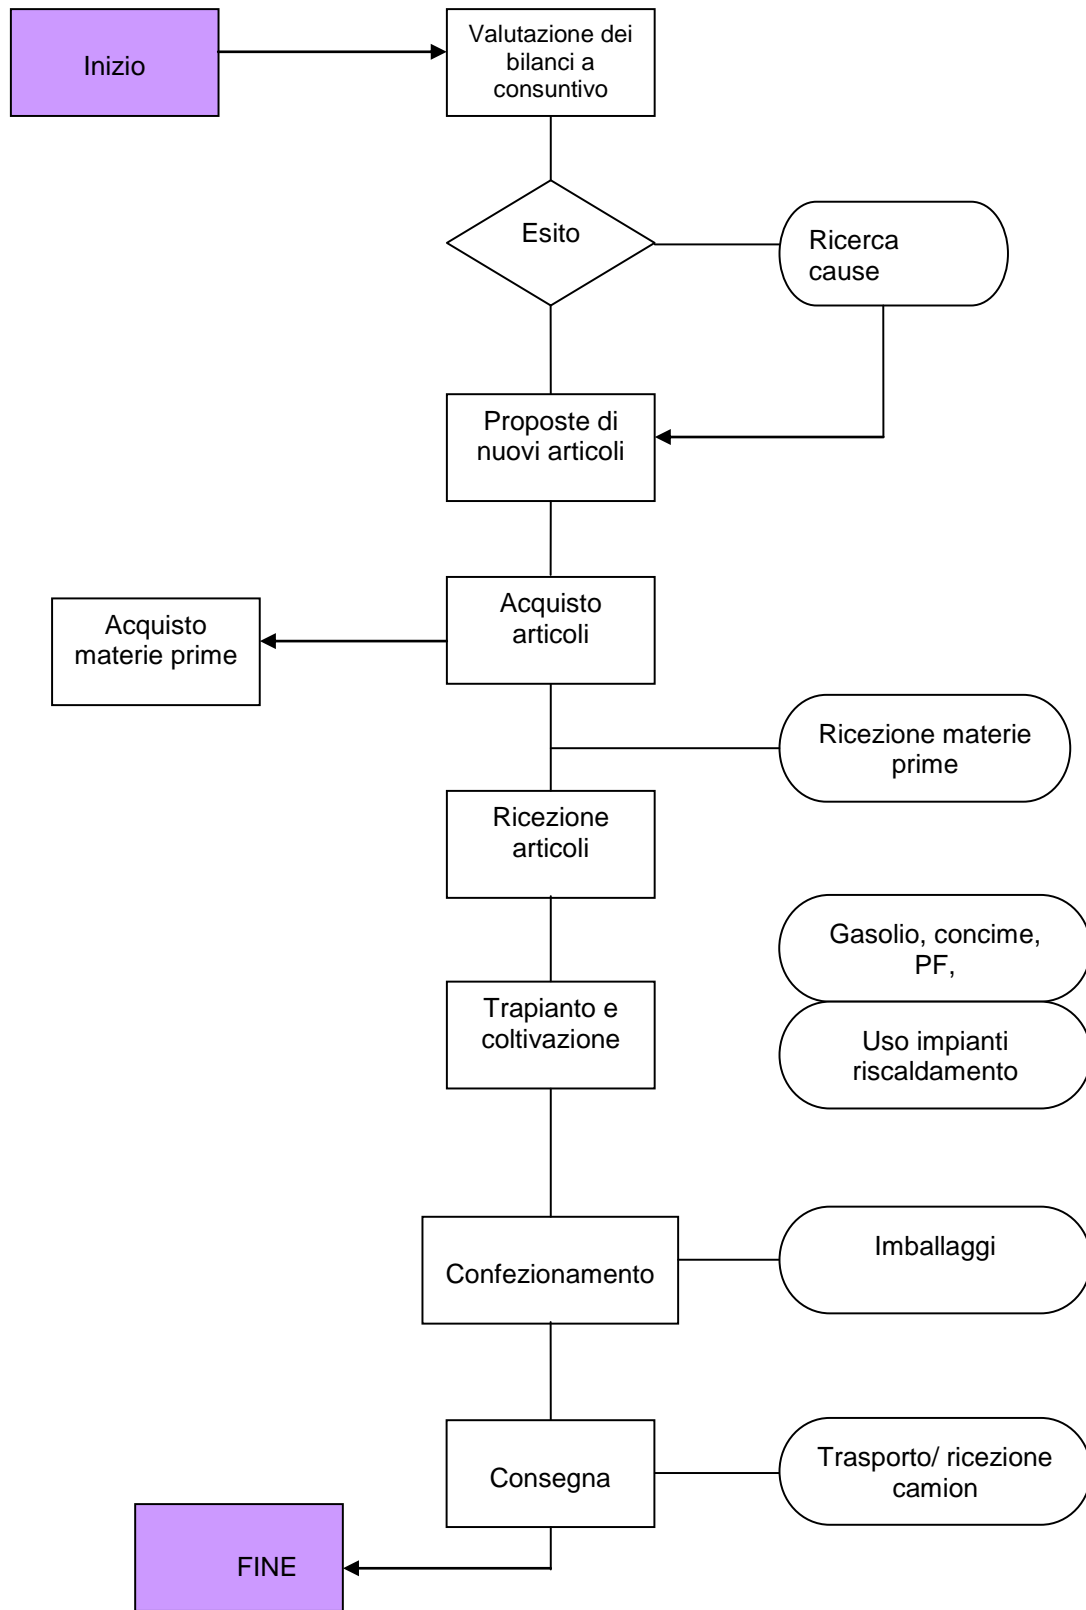 Inizio
Valutazione dei
bilanci a
consuntivo
Esito
Ricerca
cause
Proposte di
nuovi articoli
Acquisto
articoli
Acquisto
materie prime
Ricezione materie
prime
Ricezione
articoli
Gasolio, concime,
PF,
Trapianto e
coltivazione
Uso impianti
riscaldamento
Imballaggi
Confezionamento
Trasporto/ ricezione
camion
Consegna
FINE